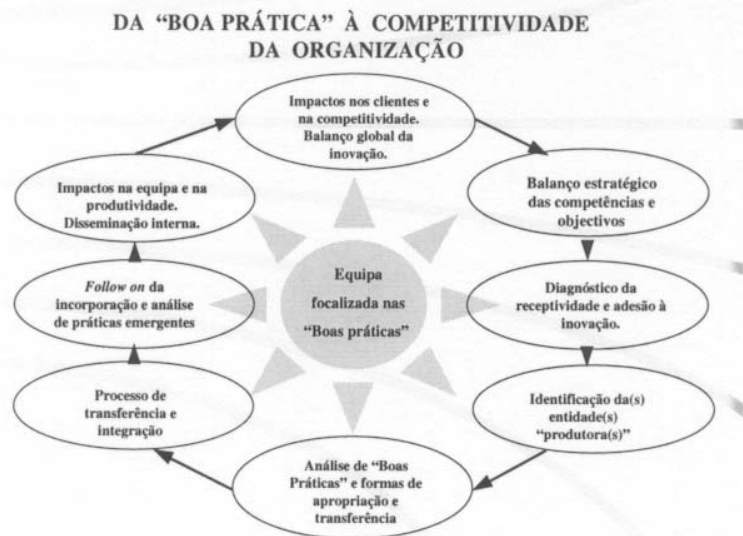 DA “BOA PRÁTICA” À COMPETITIVIDADE
DA ORGANIZAÇÃO
Impactos nos clientes e
na competitividade.
Balanço global da
inovação.
Balanço estratégico
das competências e
objectivos
Diagnóstico da
receptividade e adesão à
inovação.
Identificação da(s)
entidade(s)
“produtora(s)”
Análise de “Boas
Práticas” e formas de
apropriação e
transferência
Processo de
transferência e
integração
Follow on da
incorporação e análise
de práticas emergentes
Impactos na equipa e na
produtividade.
Disseminação interna.
Equipa
focalizada nas
“Boas práticas”